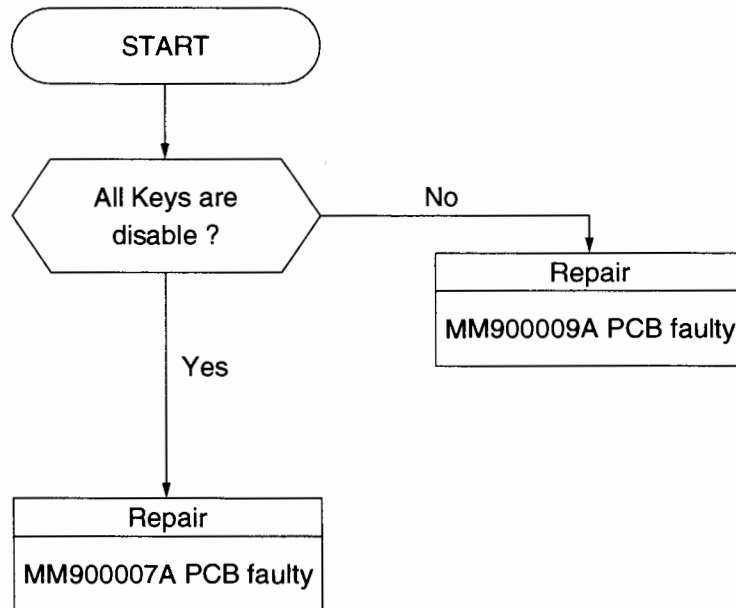 START
All Keys are
disable ?
No
Repair
MM900009A PCB faulty
Yes
Repair
MM900007A PCB faulty